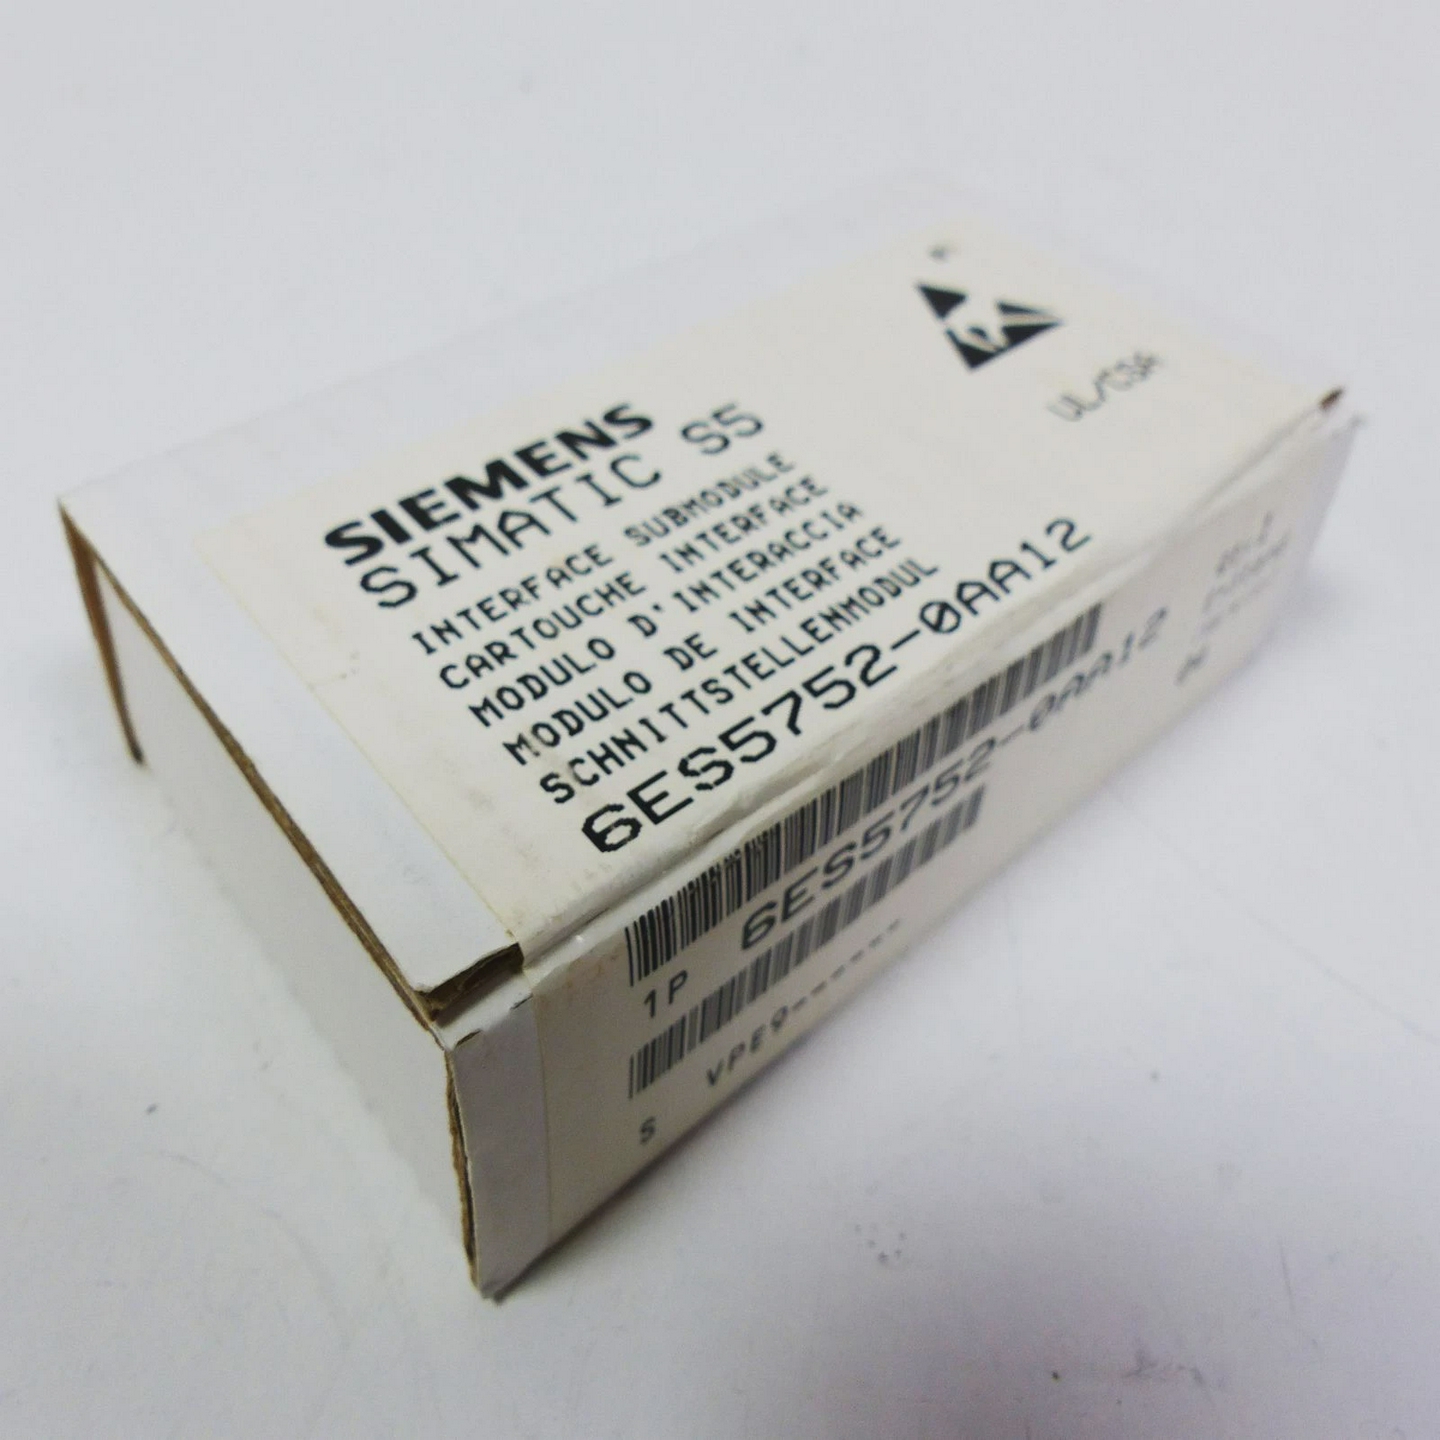 SIEMENS
SIMATIC S5
INTERFACE SUBMODULE
CARTOUCHE INTERFACE
MODULO D'INTERACCIA
MODULO DE INTERFACE
SCHNITTSTELLENMODUL
6ES5752-0AA12
UL/CSA
1P 6ES5752-0AA12
S VPE9------